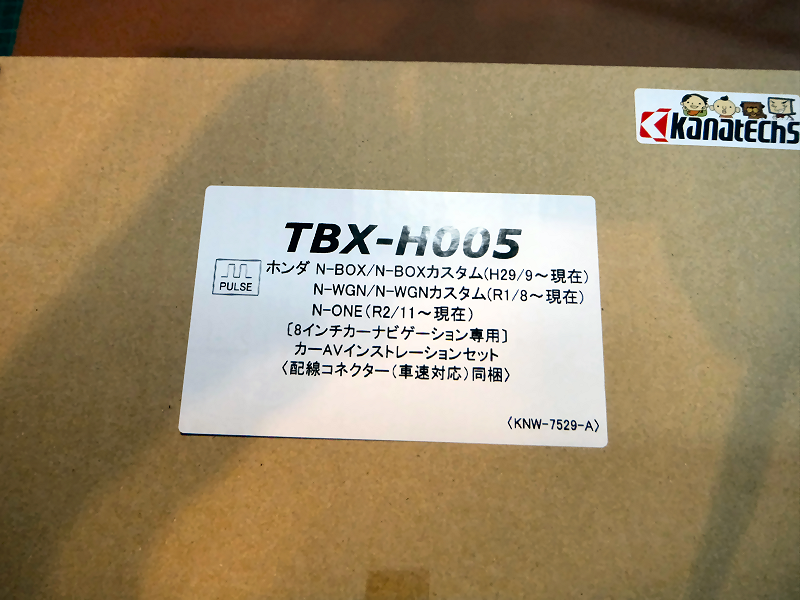 Kanatechs
TBX-H005
PULSE
ホンダ N-BOX/N-BOXカスタム(H29/9～現在)
N-WGN/N-WGNカスタム(R1/8～現在)
N-ONE(R2/11～現在)
〔8インチカーナビゲーション専用〕
カーAVインストレーションセット
〈配線コネクター(車速対応)同梱〉
〈KNW-7529-A〉